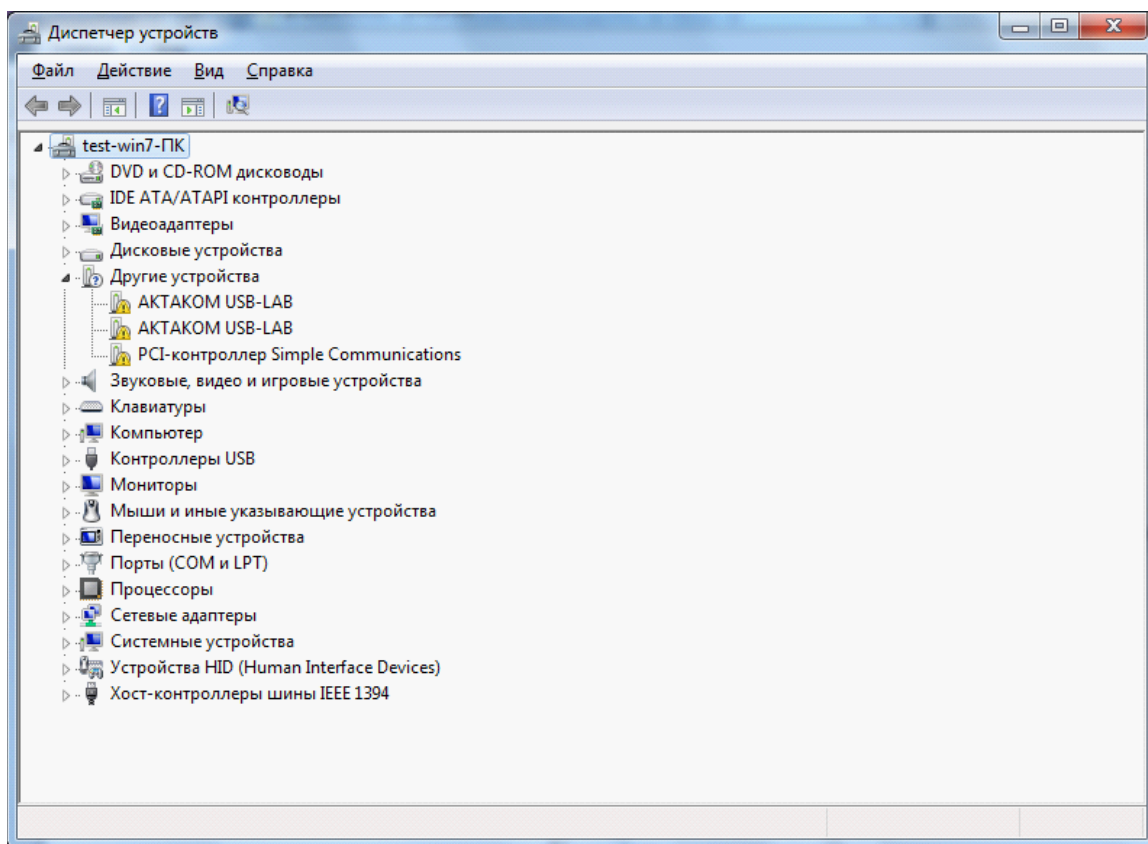 Диспетчер устройств
Файл Действие Вид Справка
test-win7-ПК
DVD и CD-ROM дисководы
IDE ATA/ATAPI контроллеры
Видеоадаптеры
Дисковые устройства
Другие устройства
АКТАКОМ USB-LAB
АКТАКОМ USB-LAB
PCI-контроллер Simple Communications
Звуковые, видео и игровые устройства
Клавиатуры
Компьютер
Контроллеры USB
Мониторы
Мыши и иные указывающие устройства
Переносные устройства
Порты (COM и LPT)
Процессоры
Сетевые адаптеры
Системные устройства
Устройства HID (Human Interface Devices)
Хост-контроллеры шины IEEE 1394